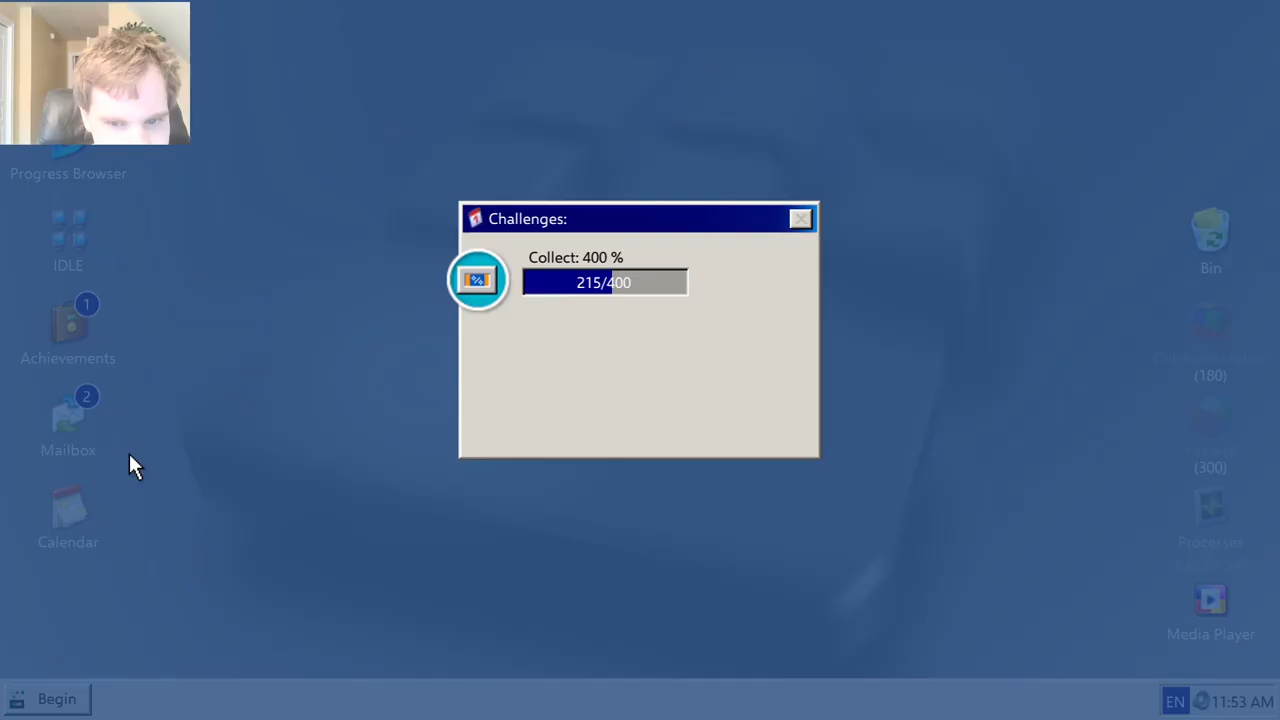 Progress Browser
IDLE
1
Achievements
2
Mailbox
Calendar
Challenges:
Collect: 400 %
215/400
Bin
(180)
(300)
Processes
Media Player
Begin
EN
11:53 AM